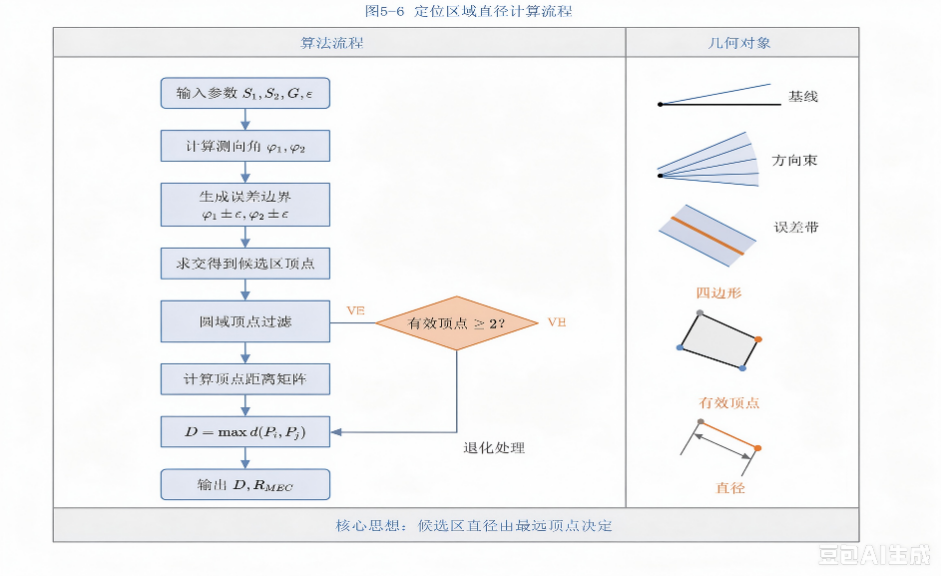 图5-6 定位区域直径计算流程
算法流程
几何对象
输入参数 S₁, S₂, G, ε
计算测向角 φ₁, φ₂
生成误差边界
φ₁ ± ε, φ₂ ± ε
求交得到候选区顶点
圆域顶点过滤
VE
有效顶点 ≥ 2?
VE
计算顶点距离矩阵
D = max d(Pᵢ, Pⱼ)
退化处理
输出 D, R_MEC
基线
方向束
误差带
四边形
有效顶点
直径
核心思想：候选区直径由最远顶点决定
豆包AI生成